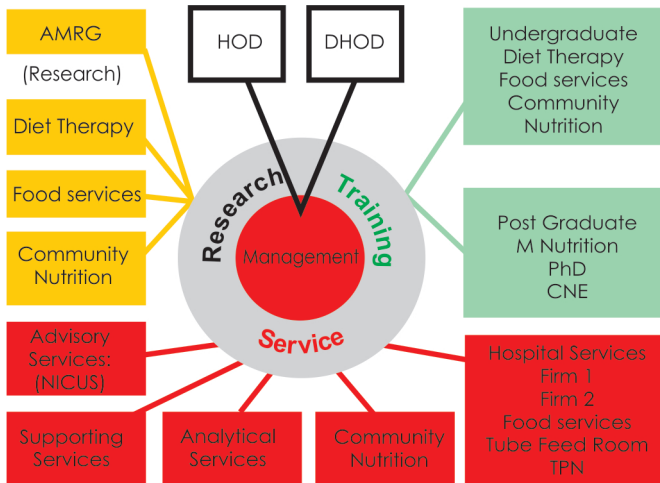 AMRG
(Research)
Diet Therapy
Food services
Community
Nutrition
HOD
DHOD
Undergraduate
Diet Therapy
Food services
Community
Nutrition
Post Graduate
M Nutrition
PhD
CNE
Research
Training
Management
Service
Advisory
Services:
(NICUS)
Supporting
Services
Analytical
Services
Community
Nutrition
Hospital Services
Firm 1
Firm 2
Food services
Tube Feed Room
TPN